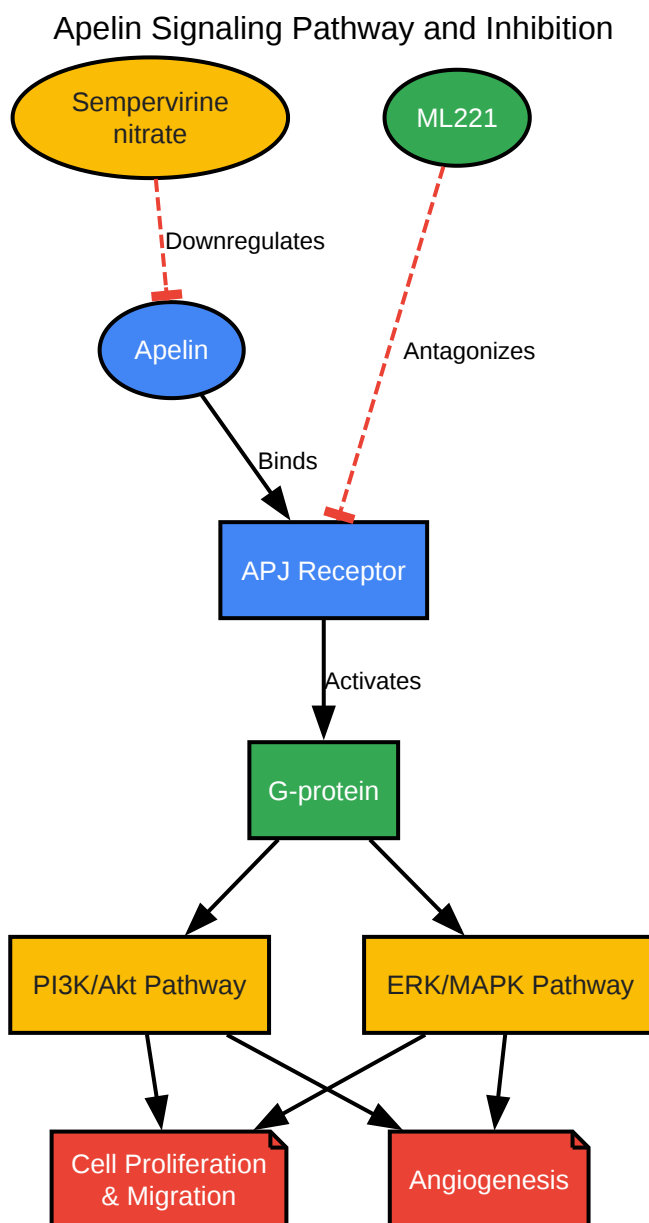 Apelin Signaling Pathway and Inhibition
Sempervirine
nitrate
ML221
Downregulates
Apelin
Antagonizes
Binds
APJ Receptor
Activates
G-protein
PI3K/Akt Pathway
ERK/MAPK Pathway
Cell Proliferation
& Migration
Angiogenesis